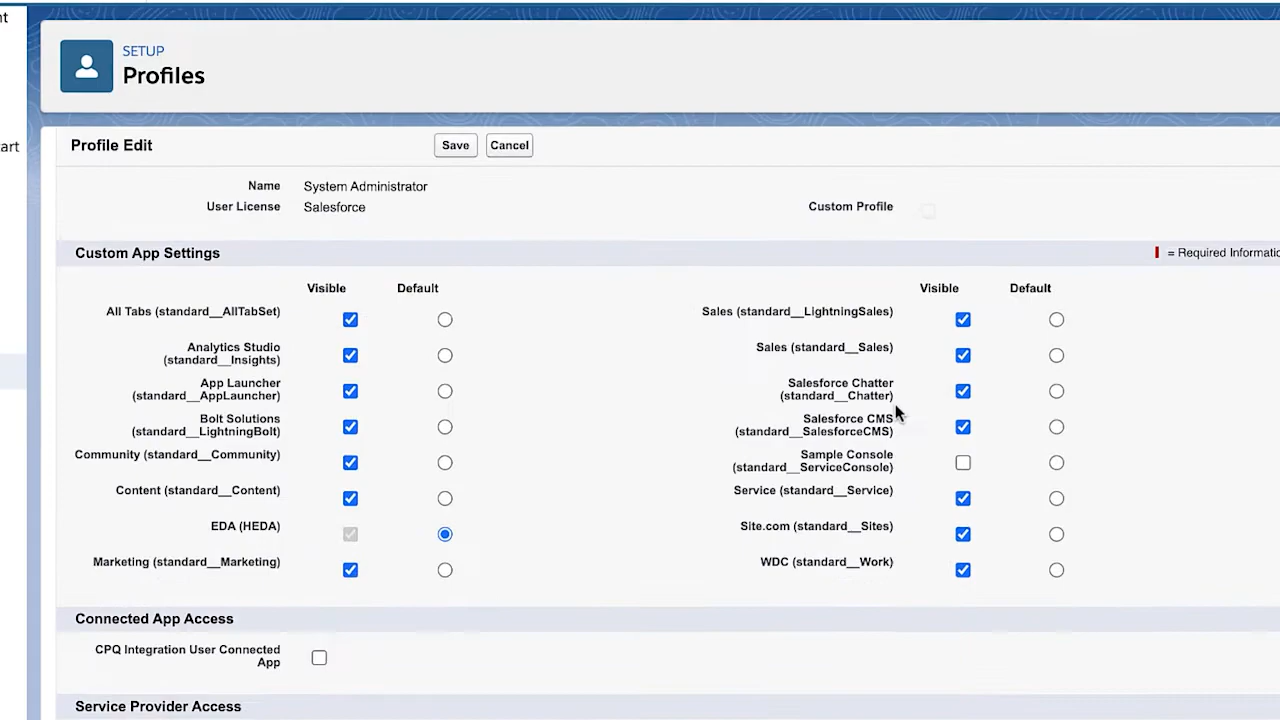 nt
SETUP
Profiles
art
Profile Edit
Save
Cancel
Name
System Administrator
User License
Salesforce
Custom Profile
Custom App Settings
= Required Informatio
Visible
Default
All Tabs (standard__AllTabSet)
Analytics Studio
(standard__Insights)
App Launcher
(standard__AppLauncher)
Bolt Solutions
(standard__LightningBolt)
Community (standard__Community)
Content (standard__Content)
EDA (HEDA)
Marketing (standard__Marketing)
Visible
Default
Sales (standard__LightningSales)
Sales (standard__Sales)
Salesforce Chatter
(standard__Chatter)
Salesforce CMS
(standard__SalesforceCMS)
Sample Console
(standard__ServiceConsole)
Service (standard__Service)
Site.com (standard__Sites)
WDC (standard__Work)
Connected App Access
CPQ Integration User Connected
App
Service Provider Access